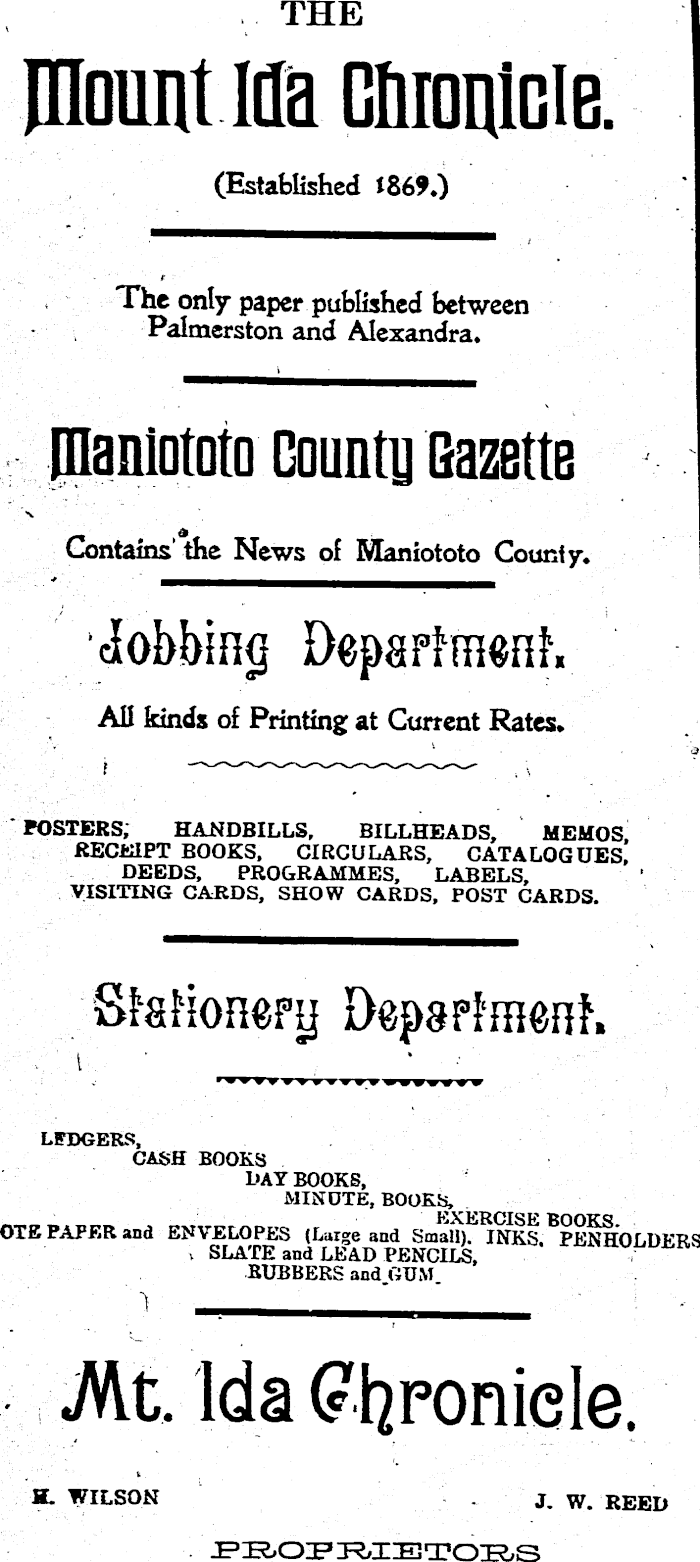 THE
Mount Ida Chronicle.
(Established 1869.)
The only paper published between
Palmerston and Alexandra.
Maniototo County Gazette
Contains the News of Maniototo County.
Jobbing Department.
All kinds of Printing at Current Rates.
POSTERS, HANDBILLS, BILLHEADS, MEMOS,
RECEIPT BOOKS, CIRCULARS, CATALOGUES,
DEEDS, PROGRAMMES, LABELS,
VISITING CARDS, SHOW CARDS, POST CARDS.
Stationery Department.
LEDGERS,
CASH BOOKS
DAY BOOKS,
MINUTE, BOOKS,
EXERCISE BOOKS.
OTE PAPER and ENVELOPES (Large and Small). INKS. PENHOLDERS
SLATE and LEAD PENCILS,
RUBBERS and GUM
Mt. Ida Chronicle.
H. WILSON J. W. REED
PROPRIETORS